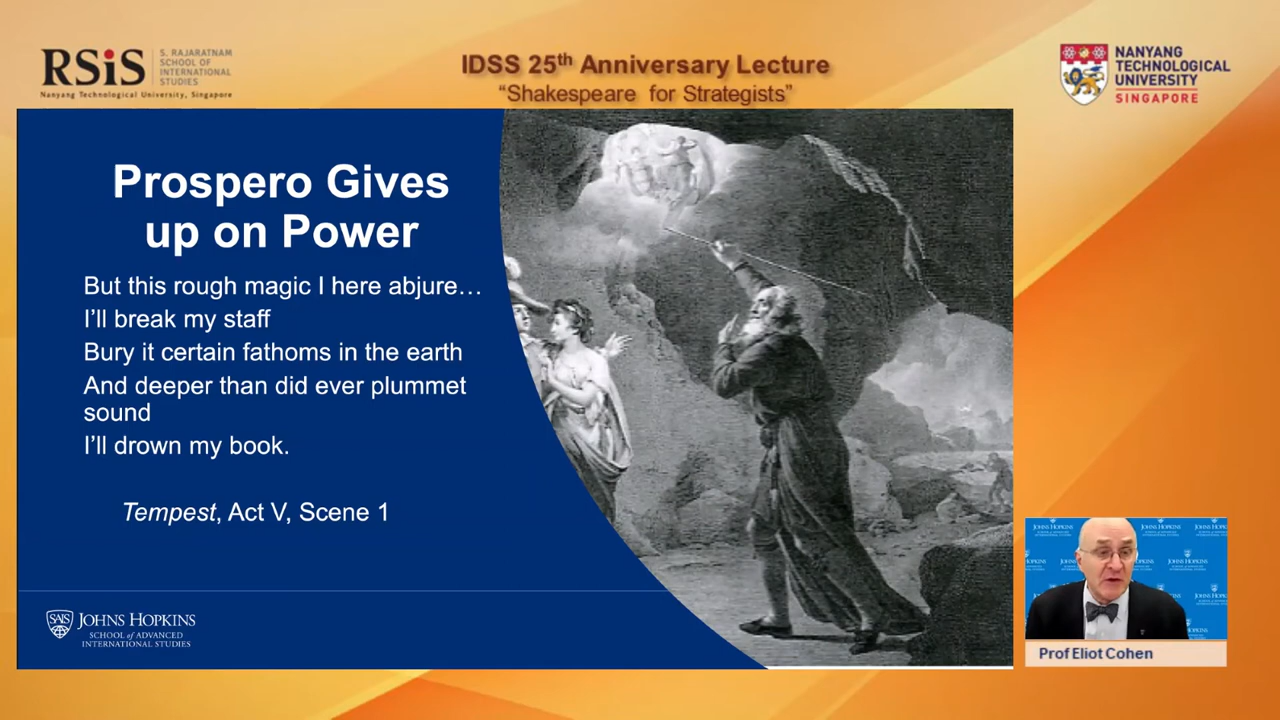 RSiS
S. RAJARATNAM
SCHOOL OF
INTERNATIONAL
STUDIES
Nanyang Technological University, Singapore
IDSS 25th Anniversary Lecture
“Shakespeare for Strategists”
NANYANG
TECHNOLOGICAL
UNIVERSITY
SINGAPORE
Prospero Gives
up on Power
But this rough magic I here abjure…
I’ll break my staff
Bury it certain fathoms in the earth
And deeper than did ever plummet
sound
I’ll drown my book.
Tempest, Act V, Scene 1
SAIS
JOHNS HOPKINS
SCHOOL of ADVANCED
INTERNATIONAL STUDIES
JOHNS HOPKINS
Prof Eliot Cohen